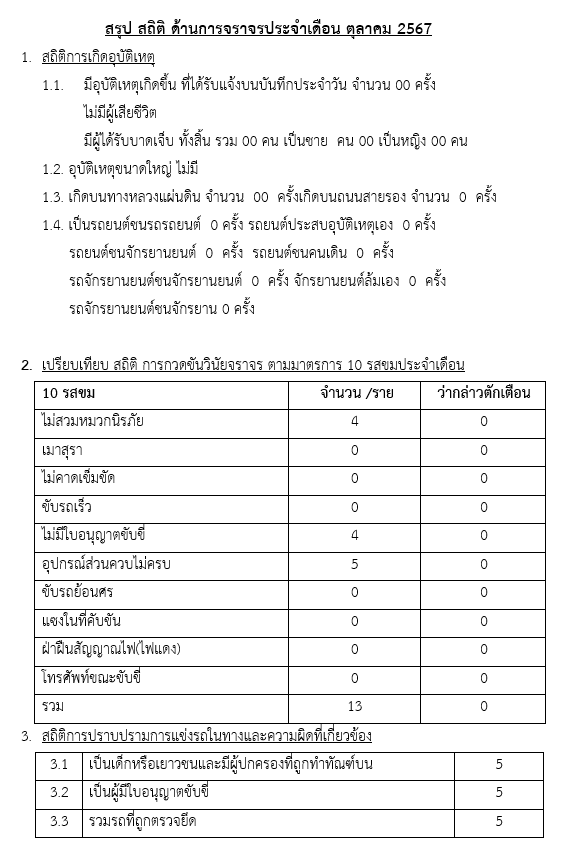 สรุป สถิติ ด้านการจราจรประจำเดือน ตุลาคม 2567
1. สถิติการเกิดอุบัติเหตุ
1.1. มีอุบัติเหตุเกิดขึ้น ที่ได้รับแจ้งบนบันทึกประจำวัน จำนวน 00 ครั้ง
ไม่มีผู้เสียชีวิต
มีผู้ได้รับบาดเจ็บ ทั้งสิ้น รวม 00 คน เป็นชาย คน 00 เป็นหญิง 00 คน
1.2. อุบัติเหตุขนาดใหญ่ ไม่มี
1.3. เกิดบนทางหลวงแผ่นดิน จำนวน 00 ครั้งเกิดบนถนนสายรอง จำนวน 0 ครั้ง
1.4. เป็นรถยนต์ชนรถรถยนต์ 0 ครั้ง รถยนต์ประสบอุบัติเหตุเอง 0 ครั้ง
รถยนต์ชนจักรยานยนต์ 0 ครั้ง รถยนต์ชนคนเดิน 0 ครั้ง
รถจักรยานยนต์ชนจักรยานยนต์ 0 ครั้ง จักรยานยนต์ล้มเอง 0 ครั้ง
รถจักรยานยนต์ชนจักรยาน 0 ครั้ง
2. เปรียบเทียบ สถิติ การกวดขันวินัยจราจร ตามมาตรการ 10 รสขมประจำเดือน
10 รสขม จำนวน /ราย ว่ากล่าวตักเตือน
ไม่สวมหมวกนิรภัย 4 0
เมาสุรา 0 0
ไม่คาดเข็มขัด 0 0
ขับรถเร็ว 0 0
ไม่มีใบอนุญาตขับขี่ 4 0
อุปกรณ์ส่วนควบไม่ครบ 5 0
ขับรถย้อนศร 0 0
แซงในที่คับขัน 0 0
ฝ่าฝืนสัญญาณไฟ(ไฟแดง) 0 0
โทรศัพท์ขณะขับขี่ 0 0
รวม 13 0
3. สถิติการปราบปรามการแข่งรถในทางและความผิดที่เกี่ยวข้อง
3.1 เป็นเด็กหรือเยาวชนและมีผู้ปกครองที่ถูกทำทัณฑ์บน 5
3.2 เป็นผู้มีใบอนุญาตขับขี่ 5
3.3 รวมรถที่ถูกตรวจยึด 5